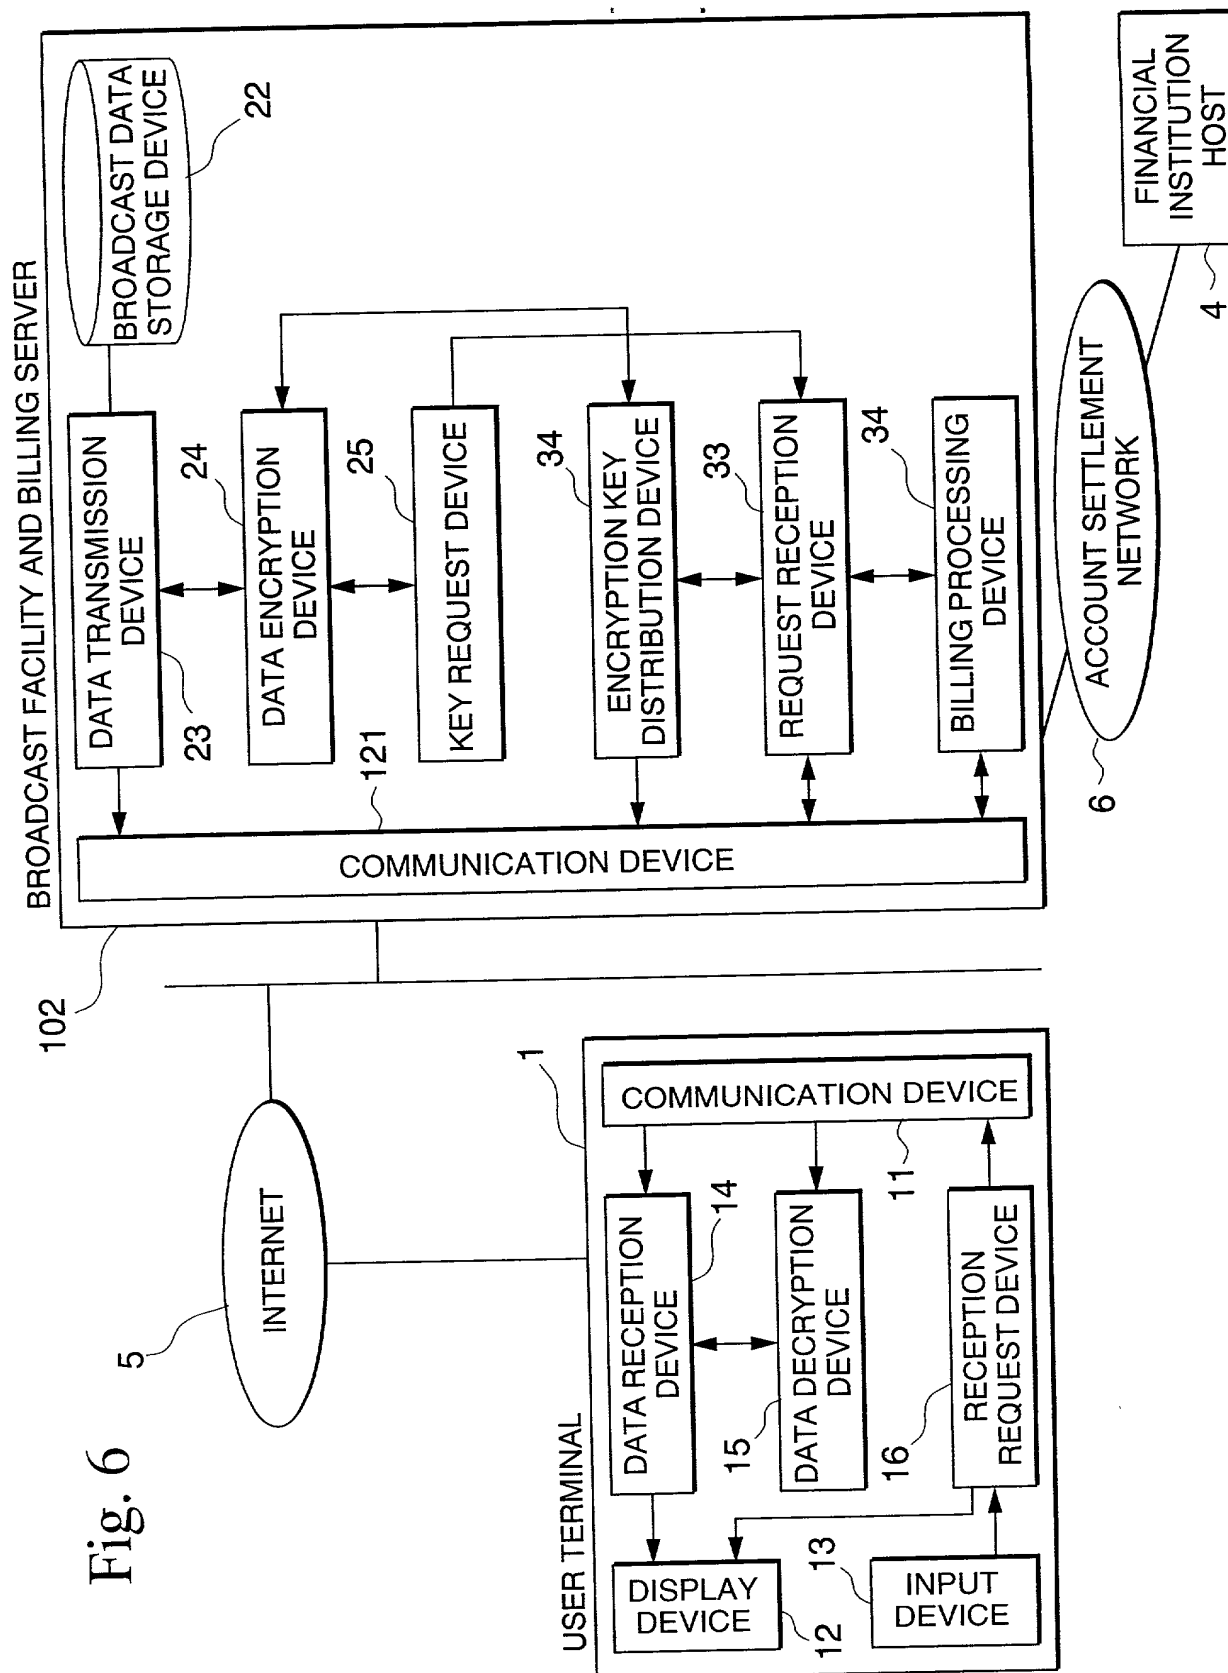 Fig. 6
5
INTERNET
102
BROADCAST FACILITY AND BILLING SERVER
COMMUNICATION DEVICE
121
DATA TRANSMISSION
DEVICE
23
BROADCAST DATA
STORAGE DEVICE
22
24
DATA ENCRYPTION
DEVICE
25
KEY REQUEST DEVICE
34
ENCRYPTION KEY
DISTRIBUTION DEVICE
33
REQUEST RECEPTION
DEVICE
34
BILLING PROCESSING
DEVICE
USER TERMINAL
1
COMMUNICATION DEVICE
11
DATA RECEPTION
DEVICE
14
15
DATA DECRYPTION
DEVICE
16
RECEPTION
REQUEST DEVICE
DISPLAY
DEVICE
12
13
INPUT
DEVICE
6
ACCOUNT SETTLEMENT
NETWORK
4
FINANCIAL
INSTITUTION
HOST